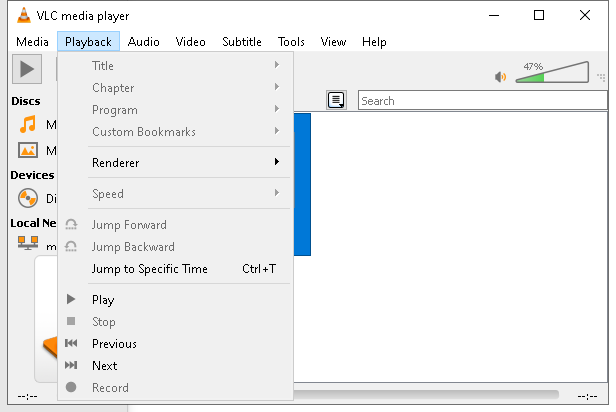 VLC media player
Media Playback Audio Video Subtitle Tools View Help
47%
Title
Chapter
Program
Custom Bookmarks
Renderer
Speed
Jump Forward
Jump Backward
Jump to Specific Time Ctrl+T
Play
Stop
Previous
Next
Record
Search
Discs
M
M
Devices
Di
Local Ne
m
--:-- --:--